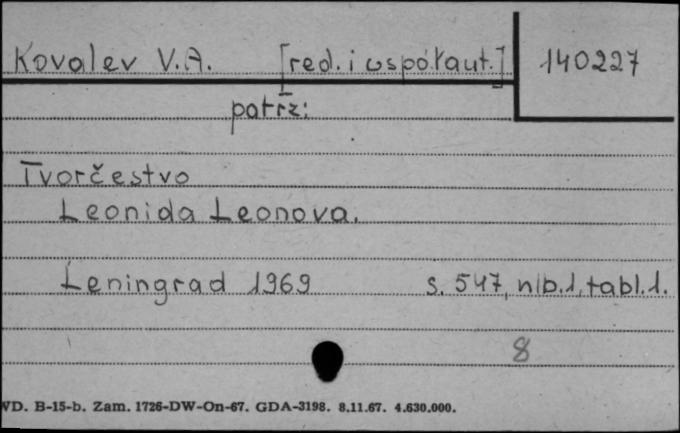 Kovalev V.A. [red. i współaut.] 140227
patrz:
Tvorčestvo
Leonida Leonova.
Leningrad 1969 s. 547, nlb. 1, tabl. 1.
8
VD. B-15-b. Zam. 1726-DW-On-67. GDA-3198. 8.11.67. 4.630.000.